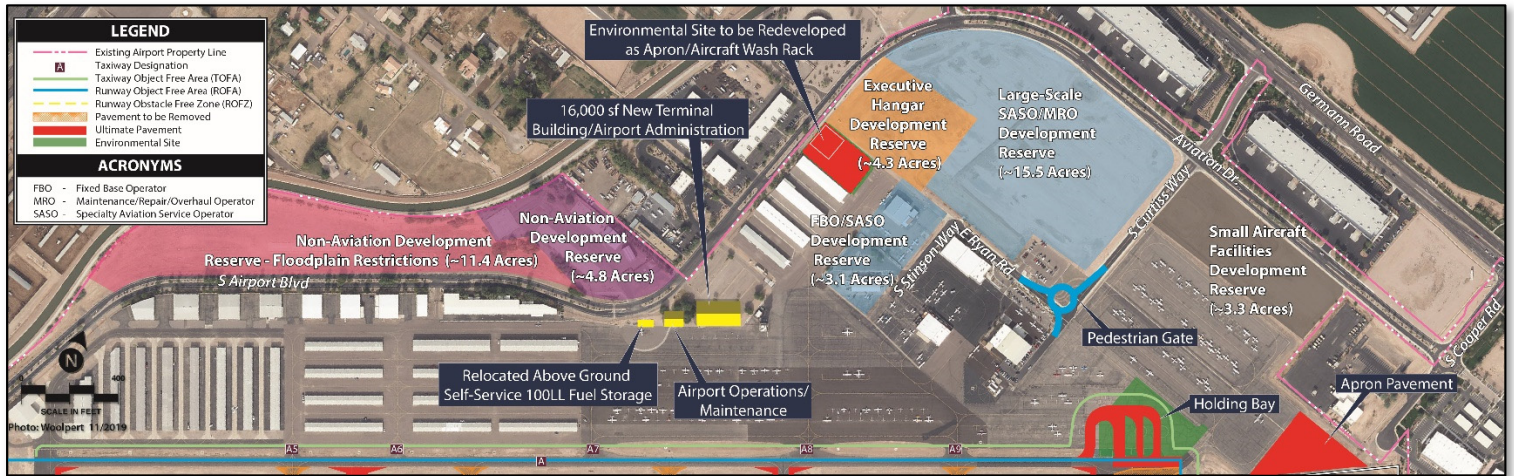 LEGEND
Existing Airport Property Line
A Taxiway Designation
Taxiway Object Free Area (TOFA)
Runway Object Free Area (ROFA)
Runway Obstacle Free Zone (ROFZ)
Pavement to be Removed
Ultimate Pavement
Environmental Site
ACRONYMS
FBO - Fixed Base Operator
MRO - Maintenance/Repair/Overhaul Operator
SASO - Specialty Aviation Service Operator
Environmental Site to be Redeveloped
as Apron/Aircraft Wash Rack
16,000 sf New Terminal
Building/Airport Administration
Executive
Hangar
Development
Reserve
(~4.3 Acres)
Large-Scale
SASO/MRO
Development
Reserve
(~15.5 Acres)
Germann Road
Aviation Dr.
S Curtiss Way
Non-Aviation Development
Reserve - Floodplain Restrictions (~11.4 Acres)
Non-Aviation
Development
Reserve
(~4.8 Acres)
FBO/SASO
Development
Reserve
(~3.1 Acres)
S Stinson Way
E Ryan Rd
Small Aircraft
Facilities
Development
Reserve
(~3.3 Acres)
S Airport Blvd
S Cooper Rd
Pedestrian Gate
N
0 400
SCALE IN FEET
Photo: Woolpert 11/2019
Relocated Above Ground
Self-Service 100LL Fuel Storage
Airport Operations/
Maintenance
Holding Bay
Apron Pavement
A5
A6
A7
A8
A9
A